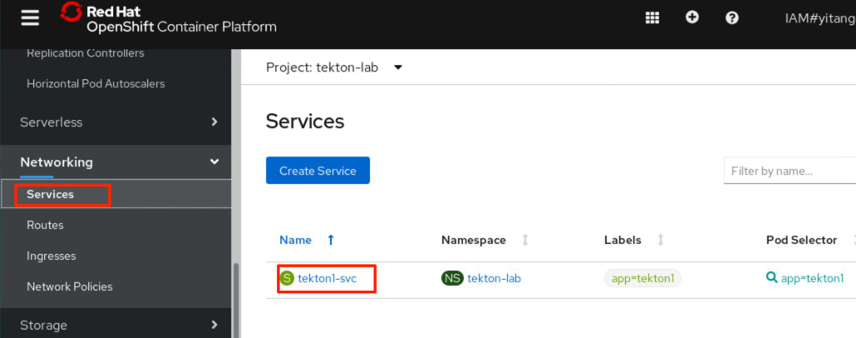 Red Hat
OpenShift Container Platform
IAM#yitang
Replication Controllers
Horizontal Pod Autoscalers
Serverless
Networking
Services
Routes
Ingresses
Network Policies
Storage
Project: tekton-lab
Services
Create Service
Filter by name...
Name Namespace Labels Pod Selector
S tekton1-svc NS tekton-lab app=tekton1 app=tekton1